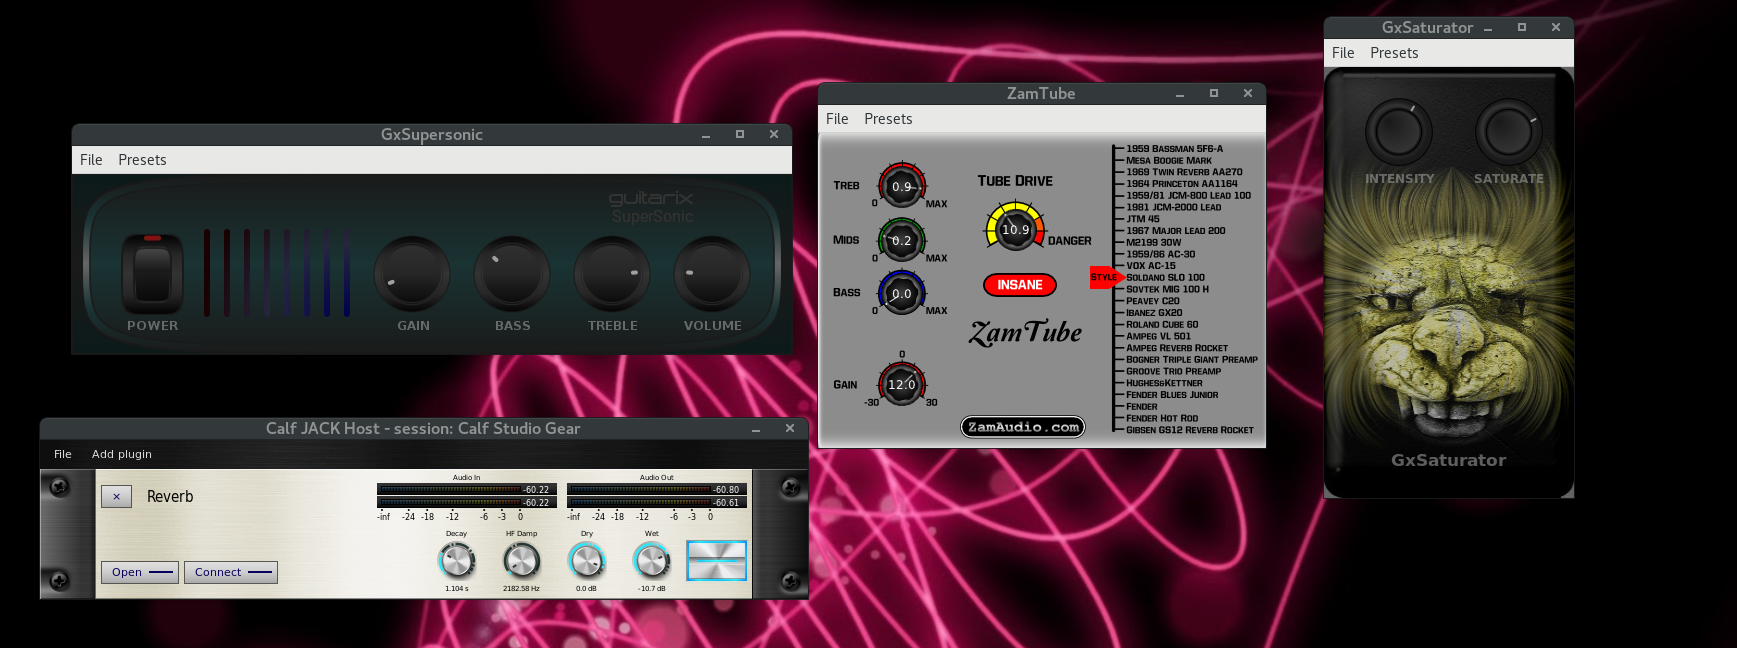 GxSupersonic
File Presets
guitarix
SuperSonic
POWER GAIN BASS TREBLE VOLUME
Calf JACK Host - session: Calf Studio Gear
File Add plugin
Reverb
Audio In Audio Out
-60.22 -60.80
-60.22 -60.61
-inf -24 -18 -12 -6 -3 0 -inf -24 -18 -12 -6 -3 0
Decay HF Damp Dry Wet
Open Connect
1.104 s 2182.58 Hz 0.0 dB -10.7 dB
ZamTube
File Presets
TREB 0.9 0 MAX
MIDS 0.2 0 MAX
BASS 0.0 0 MAX
GAIN 0 12.0 -30 30
TUBE DRIVE
10.9
DANGER
INSANE
ZamTube
ZamAudio.com
STYLE
1959 BASSMAN 5F6-A
MESA BOOGIE MARK
1969 TWIN REVERB AA270
1964 PRINCETON AA1164
1959/81 JCM-800 LEAD 100
1981 JCM-2000 LEAD
JTM 45
1967 MAJOR LEAD 200
M2199 30W
1959/86 AC-30
VOX AC-15
SOLDANO SLO 100
SOVTEK MIG 100 H
PEAVEY C20
IBANEZ GX20
ROLAND CUBE 60
AMPEG VL 501
AMPEG REVERB ROCKET
BOGNER TRIPLE GIANT PREAMP
GROOVE TRIO PREAMP
HUGHES&KETTNER
FENDER BLUES JUNIOR
FENDER
FENDER HOT ROD
GIBSEN GS12 REVERB ROCKET
GxSaturator
File Presets
INTENSITY SATURATE
GxSaturator